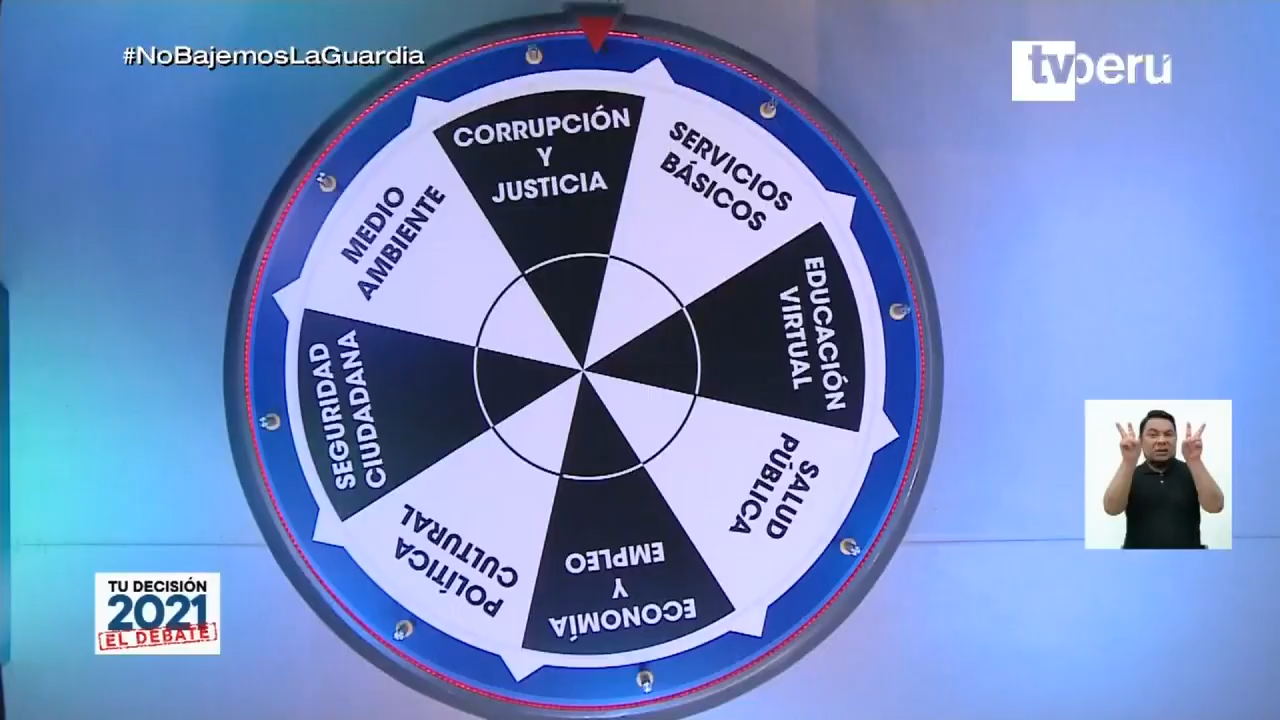 #NoBajemosLaGuardia
tvperú
CORRUPCIÓN
Y
JUSTICIA
SERVICIOS
BÁSICOS
EDUCACIÓN
VIRTUAL
SALUD
PÚBLICA
ECONOMÍA
Y
EMPLEO
POLÍTICA
CULTURAL
SEGURIDAD
CIUDADANA
MEDIO
AMBIENTE
TU DECISIÓN
2021
EL DEBATE